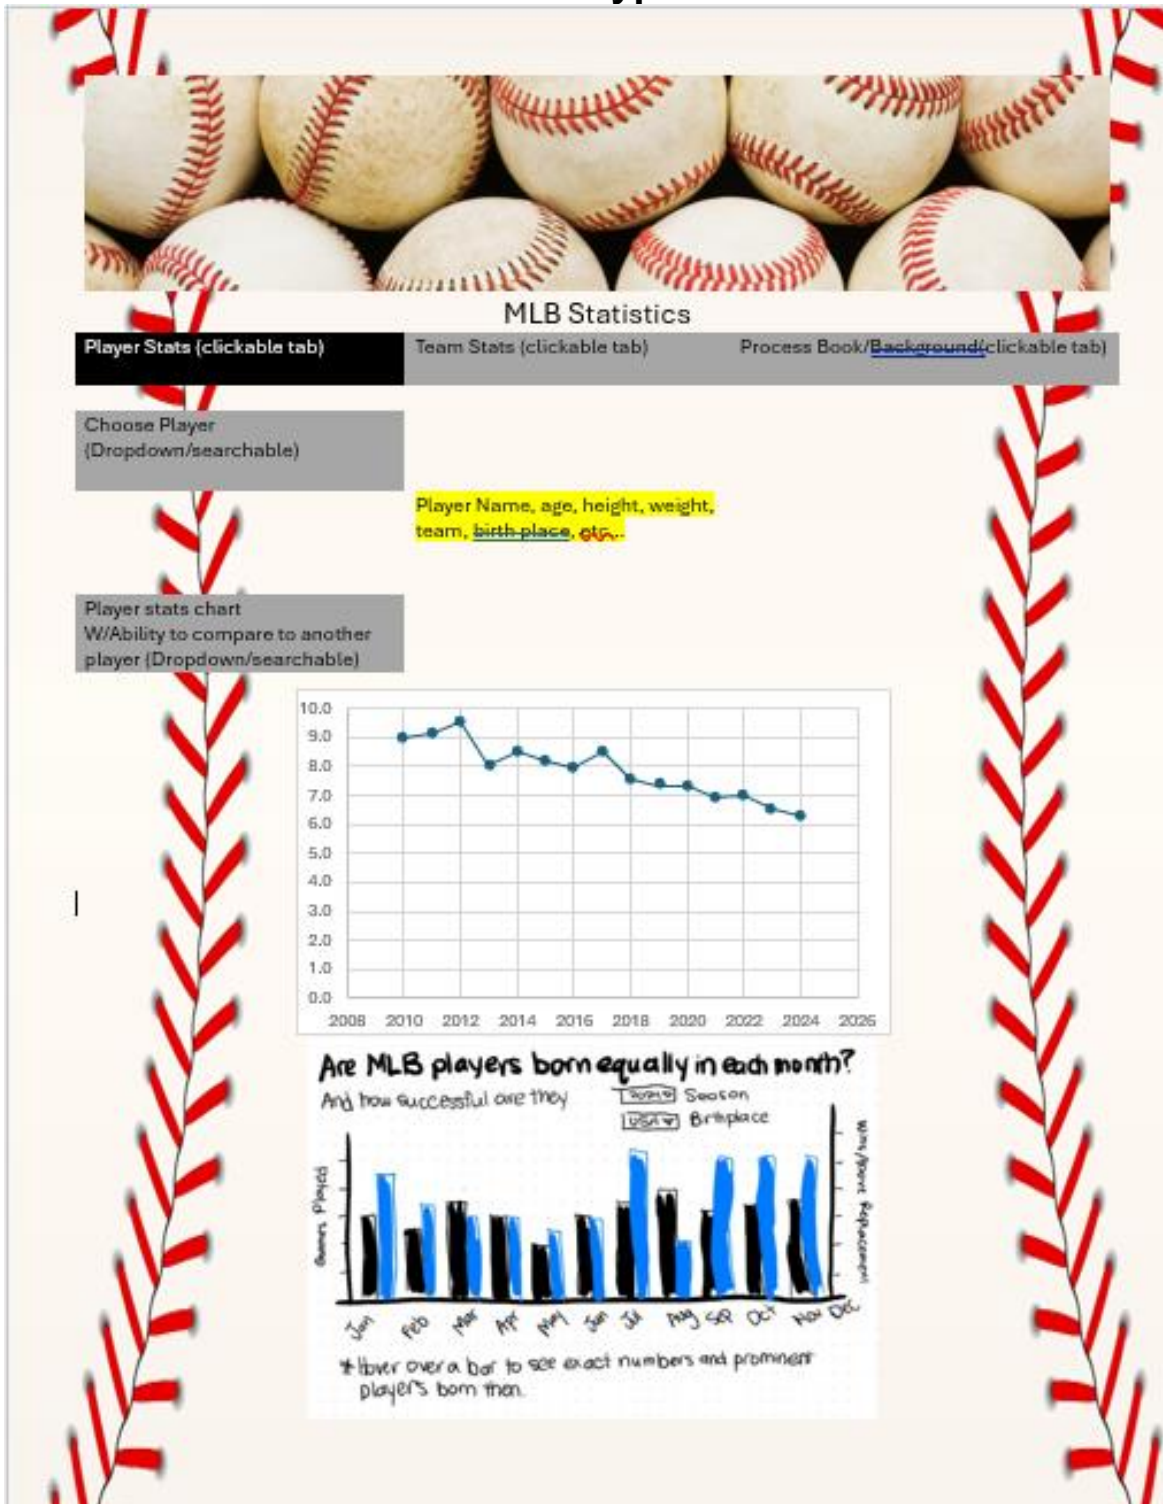 MLB Statistics
Player Stats (clickable tab) Team Stats (clickable tab) Process Book/Background(clickable tab)
Choose Player
(Dropdown/searchable)
Player Name, age, height, weight,
team, birth place, etc...
Player stats chart
W/Ability to compare to another
player (Dropdown/searchable)
10.0
9.0
8.0
7.0
6.0
5.0
4.0
3.0
2.0
1.0
0.0
2008 2010 2012 2014 2016 2018 2020 2022 2024 2026
Are MLB players born equally in each month?
And how successful are they
Season
USA Birthplace
Games Played
Wins/Above Replacement
Jan Feb Mar Apr May Jun Jul Aug Sep Oct Nov Dec
*Hover over a bar to see exact numbers and prominent
players born then.